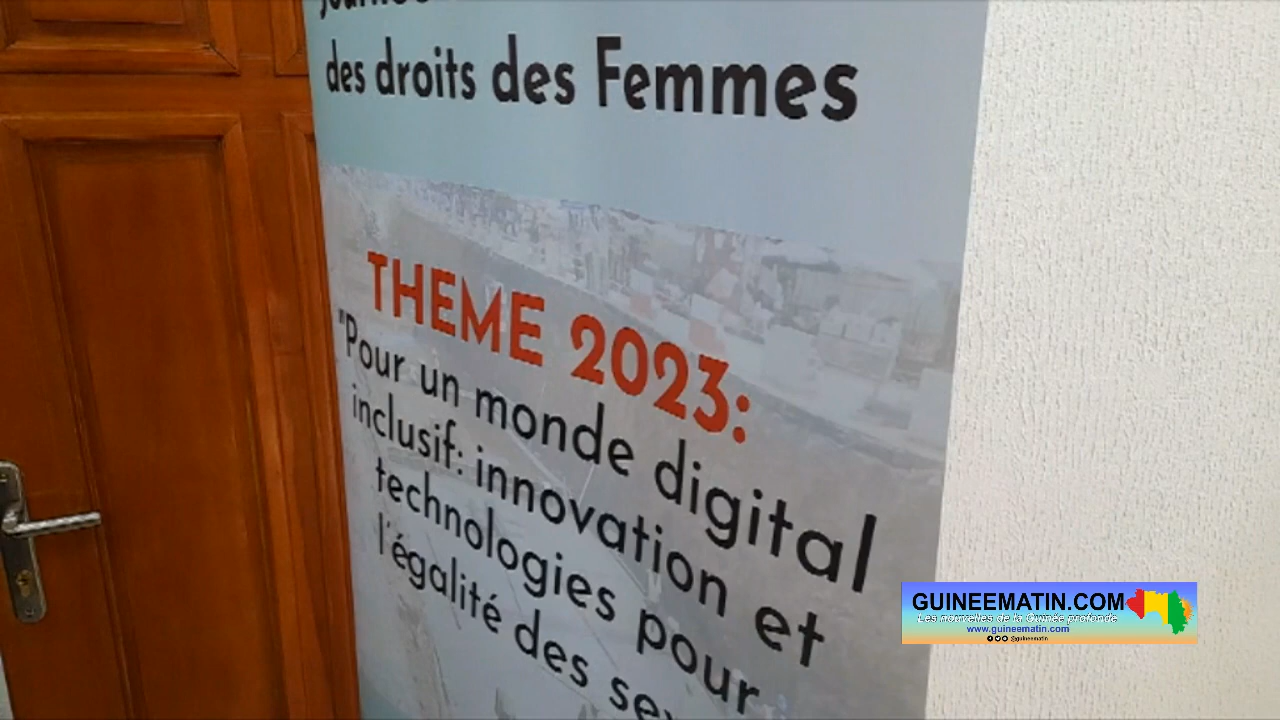 des droits des Femmes
THEME 2023:
"Pour un monde digital
inclusif: innovation et
technologies pour
l'égalité des
GUINEEMATIN.COM
Les nouvelles de la Guinée profonde
www.guineematin.com
@guineematin